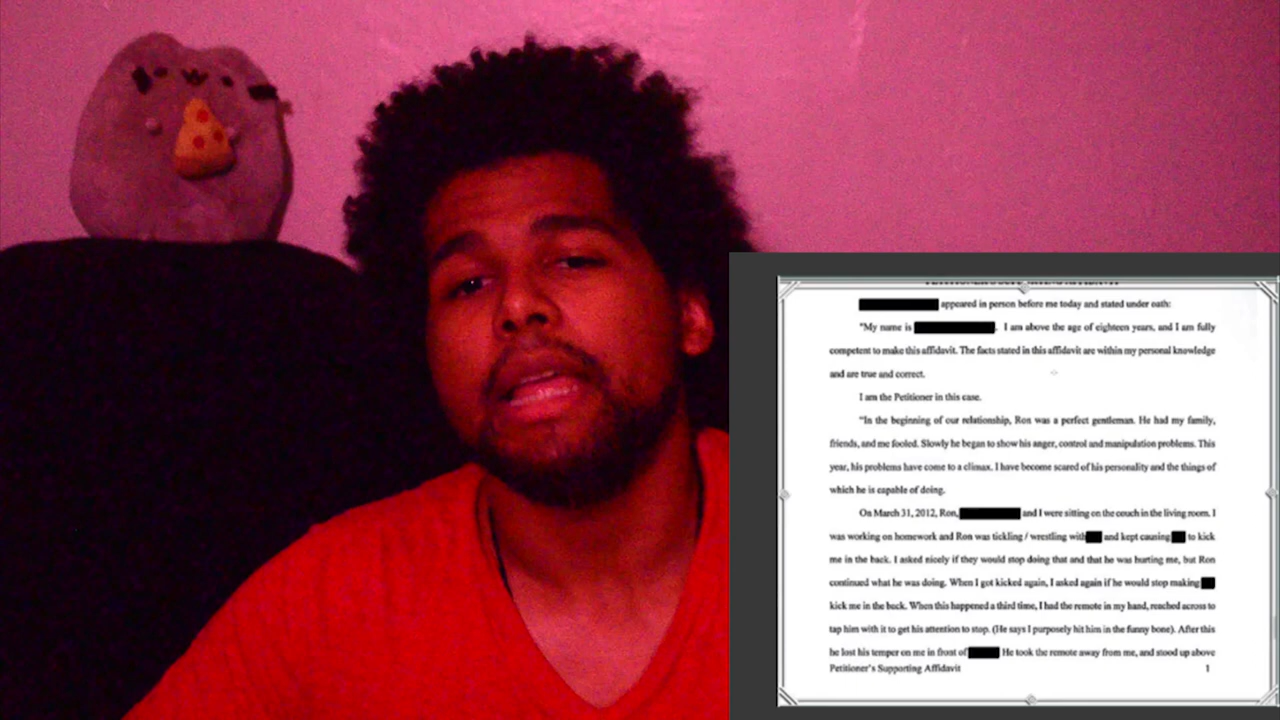 PETITIONER'S SUPPORTING AFFIDAVIT
appeared in person before me today and stated under oath:
"My name is . I am above the age of eighteen years, and I am fully
competent to make this affidavit. The facts stated in this affidavit are within my personal knowledge
and are true and correct.
I am the Petitioner in this case.
"In the beginning of our relationship, Ron was a perfect gentleman. He had my family,
friends, and me fooled. Slowly he began to show his anger, control and manipulation problems. This
year, his problems have come to a climax. I have become scared of his personality and the things of
which he is capable of doing.
On March 31, 2012, Ron, and I were sitting on the couch in the living room. I
was working on homework and Ron was tickling / wrestling with and kept causing to kick
me in the back. I asked nicely if they would stop doing that and that he was hurting me, but Ron
continued what he was doing. When I got kicked again, I asked again if he would stop making
kick me in the back. When this happened a third time, I had the remote in my hand, reached across to
tap him with it to get his attention to stop. (He says I purposely hit him in the funny bone). After this
he lost his temper on me in front of He took the remote away from me, and stood up above
Petitioner's Supporting Affidavit 1